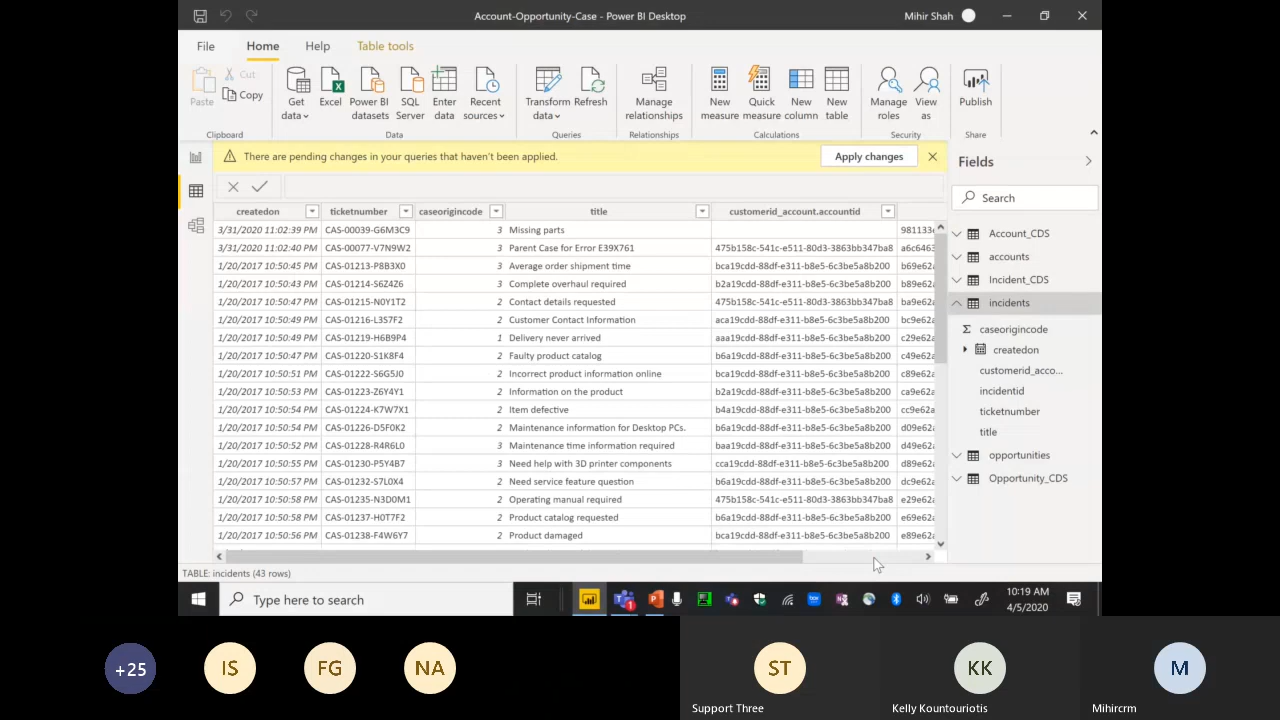 Account-Opportunity-Case - Power BI Desktop
Mihir Shah
File Home Help Table tools
Paste
Cut
Copy
Get data
Excel
Power BI datasets
SQL Server
Enter data
Recent sources
Transform data
Refresh
Manage relationships
New measure
Quick measure
New column
New table
Manage roles
View as
Publish
Clipboard Data Queries Relationships Calculations Security Share
There are pending changes in your queries that haven't been applied.
Apply changes
createdon ticketnumber caseorigincode title customerid_account.accountid
3/31/2020 11:02:39 PM CAS-00039-G6M3C9 3 Missing parts
3/31/2020 11:02:40 PM CAS-00077-V7N9W2 3 Parent Case for Error E39X761 475b158c-541c-e511-80d3-3863bb347ba8 a6c6463
1/20/2017 10:50:45 PM CAS-01213-P8B3X0 3 Average order shipment time bca19cdd-88df-e311-b8e5-6c3be5a8b200 b69e62a
1/20/2017 10:50:43 PM CAS-01214-S6Z4Z6 3 Complete overhaul required b2a19cdd-88df-e311-b8e5-6c3be5a8b200 b89e62a
1/20/2017 10:50:47 PM CAS-01215-N0Y1T2 2 Contact details requested 475b158c-541c-e511-80d3-3863bb347ba8 ba9e62a
1/20/2017 10:50:49 PM CAS-01216-L357F2 2 Customer Contact Information aca19cdd-88df-e311-b8e5-6c3be5a8b200 bc9e62a
1/20/2017 10:50:49 PM CAS-01219-H6B9P4 1 Delivery never arrived aaa19cdd-88df-e311-b8e5-6c3be5a8b200 c29e62a
1/20/2017 10:50:47 PM CAS-01220-S1K8F4 2 Faulty product catalog b6a19cdd-88df-e311-b8e5-6c3be5a8b200 c49e62a
1/20/2017 10:50:51 PM CAS-01222-S6G5J0 2 Incorrect product information online bca19cdd-88df-e311-b8e5-6c3be5a8b200 c89e62a
1/20/2017 10:50:53 PM CAS-01223-Z6Y4Y1 2 Information on the product b2a19cdd-88df-e311-b8e5-6c3be5a8b200 ca9e62a
1/20/2017 10:50:54 PM CAS-01224-K7W7X1 2 Item defective b4a19cdd-88df-e311-b8e5-6c3be5a8b200 cc9e62a
1/20/2017 10:50:54 PM CAS-01226-D5F0K2 2 Maintenance information for Desktop PCs. b6a19cdd-88df-e311-b8e5-6c3be5a8b200 d09e62a
1/20/2017 10:50:52 PM CAS-01228-R4R6L0 3 Maintenance time information required baa19cdd-88df-e311-b8e5-6c3be5a8b200 d49e62a
1/20/2017 10:50:55 PM CAS-01230-P5Y4B7 3 Need help with 3D printer components cca19cdd-88df-e311-b8e5-6c3be5a8b200 d89e62a
1/20/2017 10:50:55 PM CAS-01232-S7L0X4 2 Need service feature question b6a19cdd-88df-e311-b8e5-6c3be5a8b200 dc9e62a
1/20/2017 10:50:58 PM CAS-01235-N3D0M1 2 Operating manual required 475b158c-541c-e511-80d3-3863bb347ba8 e29e62a
1/20/2017 10:50:58 PM CAS-01237-H0T7F2 2 Product catalog requested b6a19cdd-88df-e311-b8e5-6c3be5a8b200 e69e62a
1/20/2017 10:50:56 PM CAS-01238-F4W6Y7 2 Product damaged bca19cdd-88df-e311-b8e5-6c3be5a8b200 e89e62a
TABLE: incidents (43 rows)
Fields
Search
Account_CDS
accounts
Incident_CDS
incidents
caseorigincode
createdon
customerid_acco...
incidentid
ticketnumber
title
opportunities
Opportunity_CDS
Type here to search
10:19 AM
4/5/2020
+25
IS
FG
NA
ST
KK
M
Support Three
Kelly Kountouriotis
Mihircrm